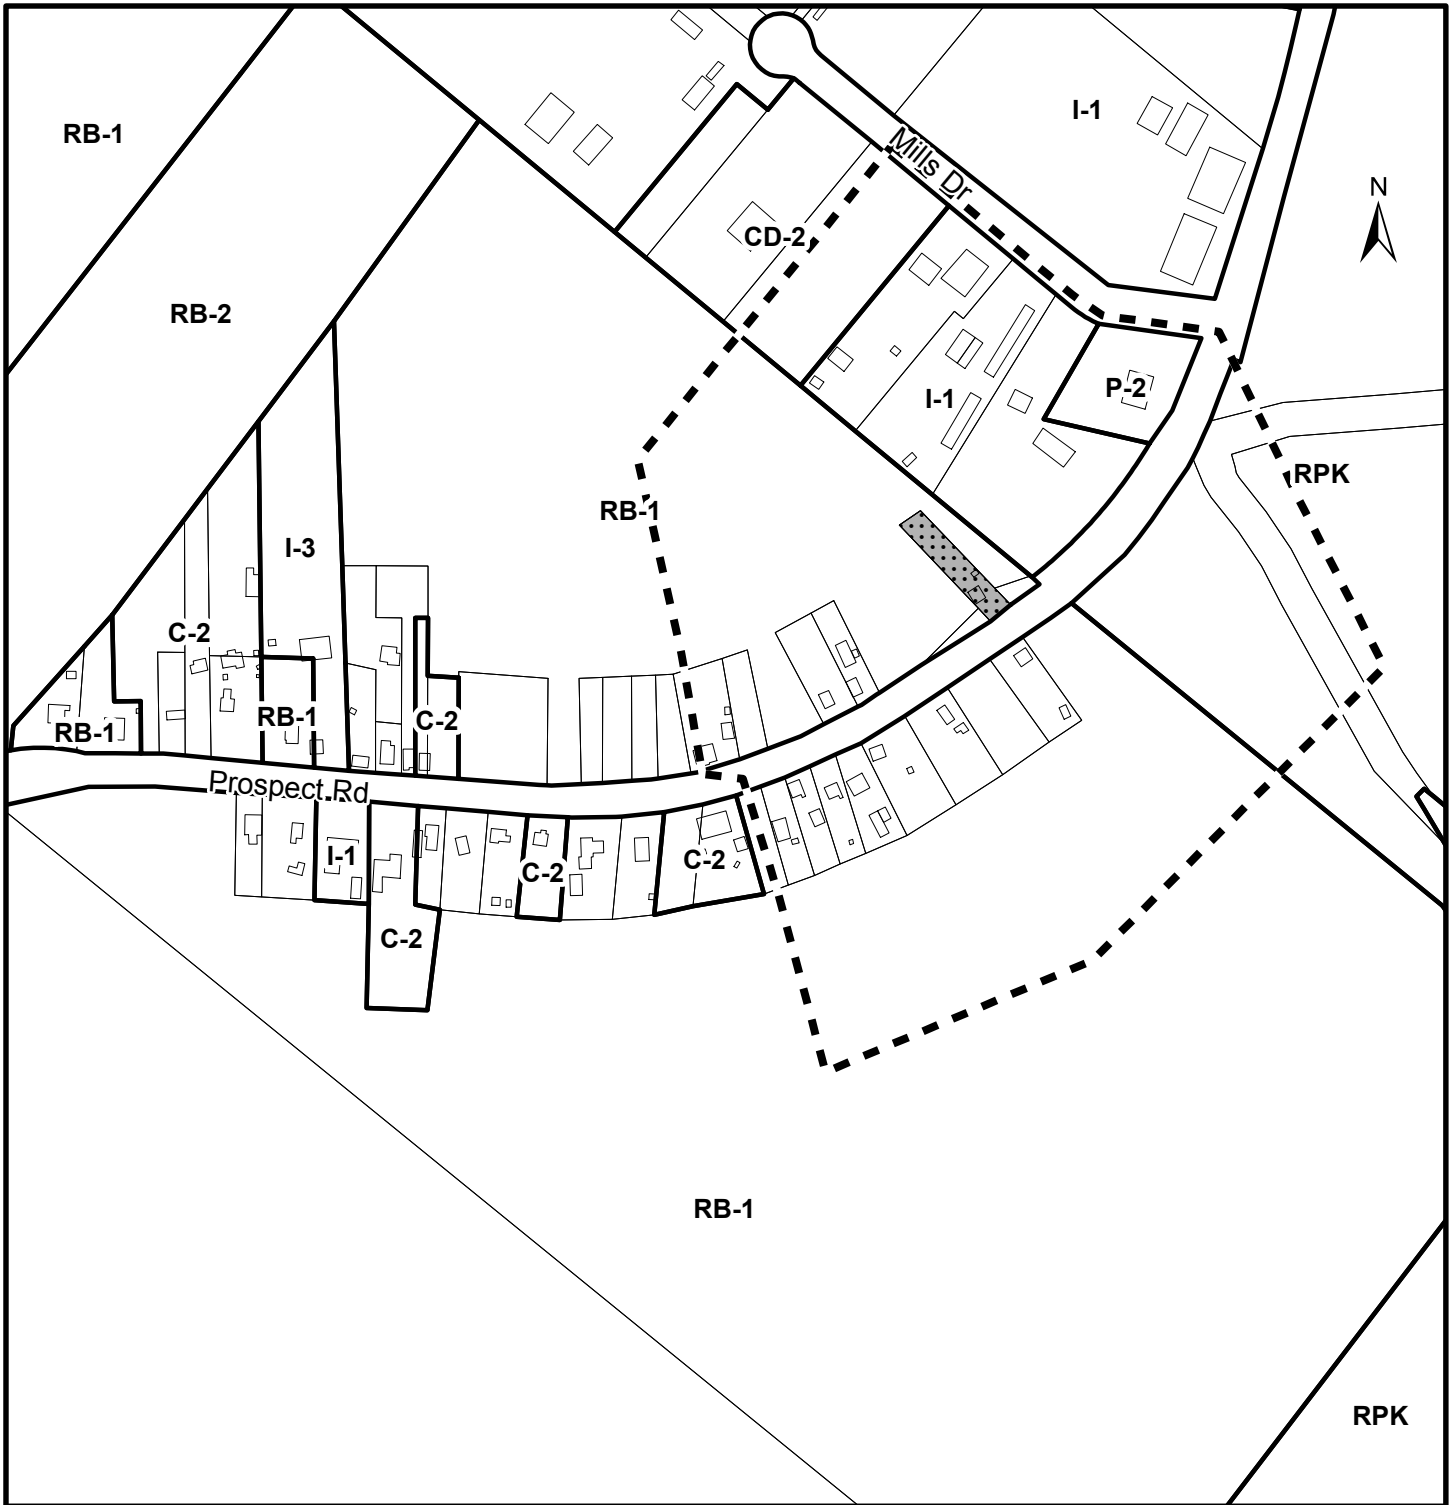 I-1
RB-1
Mills Dr
N
CD-2
RB-2
P-2
I-1
RPK
RB-1
I-3
C-2
RB-1
C-2
RB-1
Prospect Rd
I-1
C-2
C-2
C-2
RB-1
RPK